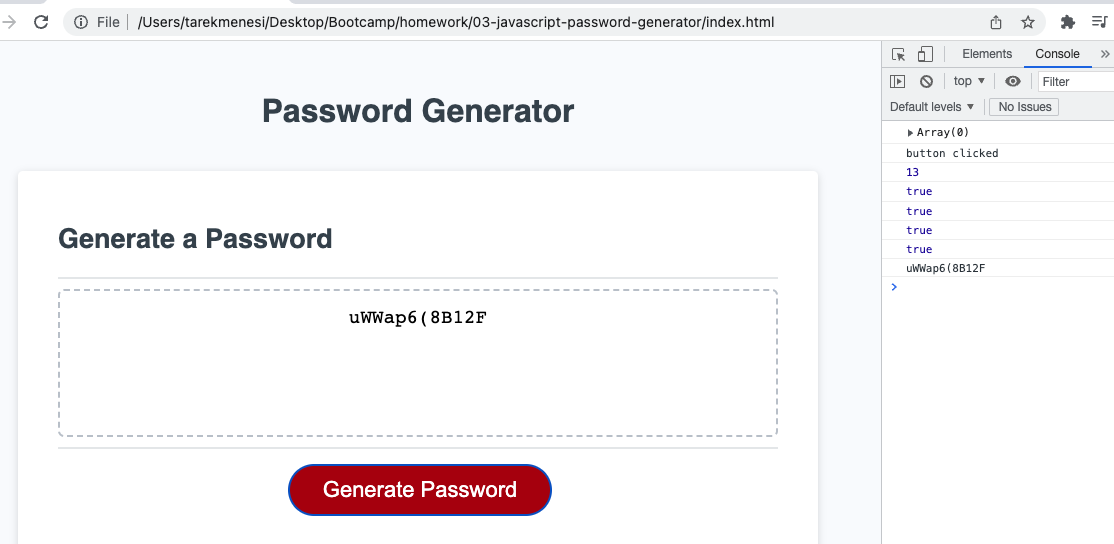 File /Users/tarekmenesi/Desktop/Bootcamp/homework/03-javascript-password-generator/index.html
Elements Console »
top Filter
Default levels No Issues
Array(0)
button clicked
13
true
true
true
true
uWWap6(8B12F
Password Generator
Generate a Password
uWWap6(8B12F
Generate Password